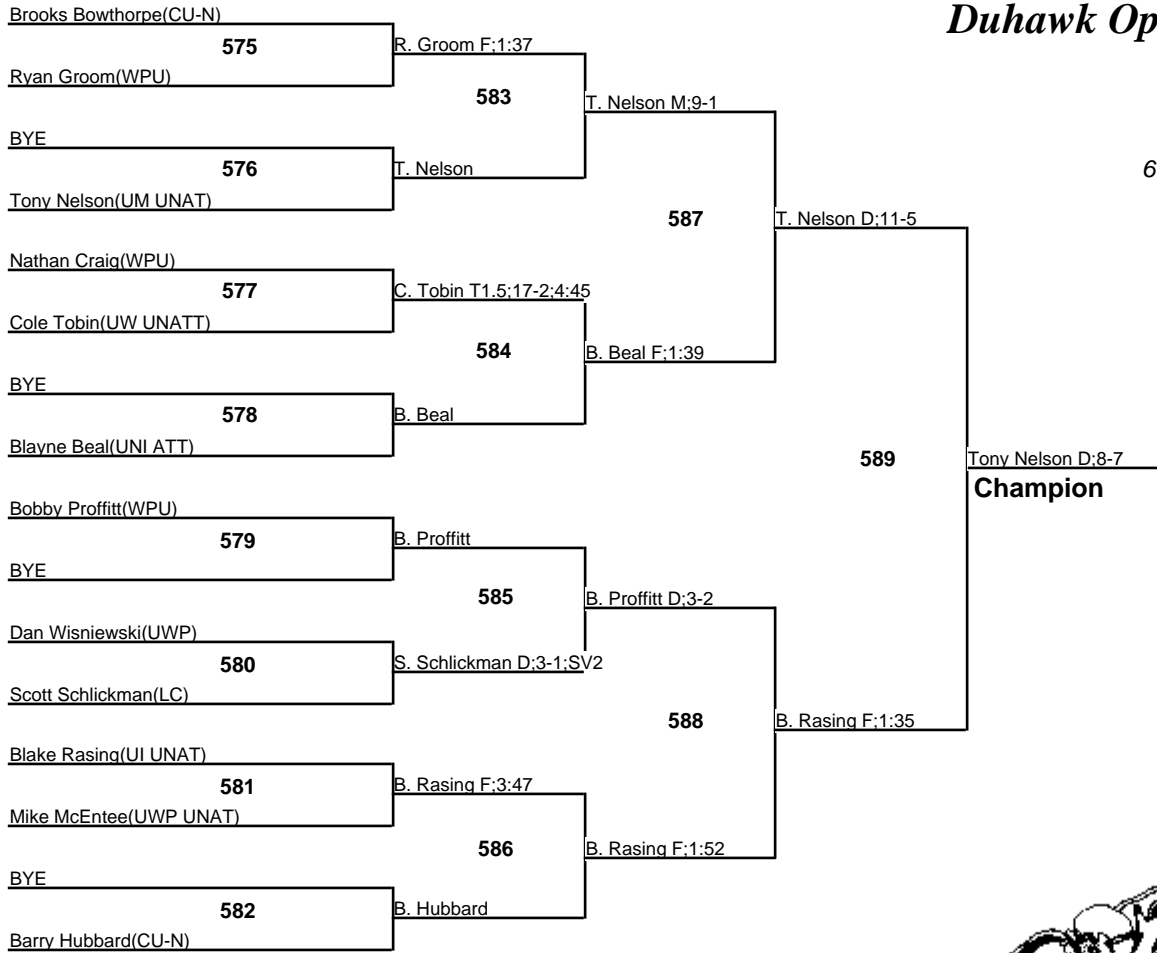 Duhawk Op
6
Brooks Bowthorpe(CU-N)
575
Ryan Groom(WPU)
R. Groom F;1:37
583
BYE
576
Tony Nelson(UM UNAT)
T. Nelson
T. Nelson M;9-1
587
Nathan Craig(WPU)
577
Cole Tobin(UW UNATT)
C. Tobin T1.5;17-2;4:45
584
BYE
578
Blayne Beal(UNI ATT)
B. Beal
B. Beal F;1:39
T. Nelson D;11-5
589
Bobby Proffitt(WPU)
579
BYE
B. Proffitt
585
Dan Wisniewski(UWP)
580
Scott Schlickman(LC)
S. Schlickman D;3-1;SV2
B. Proffitt D;3-2
588
Blake Rasing(UI UNAT)
581
Mike McEntee(UWP UNAT)
B. Rasing F;3:47
586
BYE
582
Barry Hubbard(CU-N)
B. Hubbard
B. Rasing F;1:52
B. Rasing F;1:35
Tony Nelson D;8-7
Champion